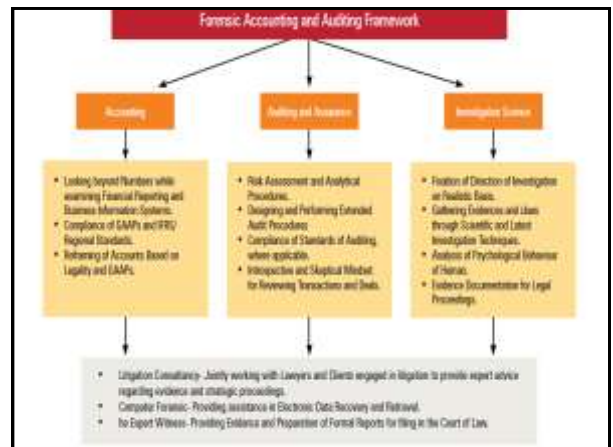 Forensic Accounting and Auditing Framework
Accounting
Auditing and Assurance
Investigation Science
• Looking beyond Numbers while
examining Financial Reporting and
Business Information Systems.
• Compliance of GAAPs and IFRS/
Regional Standards.
• Reframing of Accounts Based on
Legality and GAAPs.
• Risk Assessment and Analytical
Procedures.
• Designing and Performing Extended
Audit Procedures
• Compliance of Standards of Auditing,
where applicable.
• Introspective and Skeptical Mindset
for Reviewing Transactions and Deals.
• Fixation of Direction of Investigation
on Realistic Basis.
• Gathering Evidences and clues
through Scientific and Latest
Investigation Techniques.
• Analysis of Psychological Behaviour
of Human.
• Evidence Documentation for Legal
Proceedings.
• Litigation Consultancy- Jointly working with Lawyers and Clients engaged in litigation to provide expert advice
regarding evidence and strategic proceedings.
• Computer Forensic- Providing assistance in Electronic Data Recovery and Retrieval.
• he Expert Witness- Providing Evidence and Preparation of Formal Reports for filing in the Court of Law.